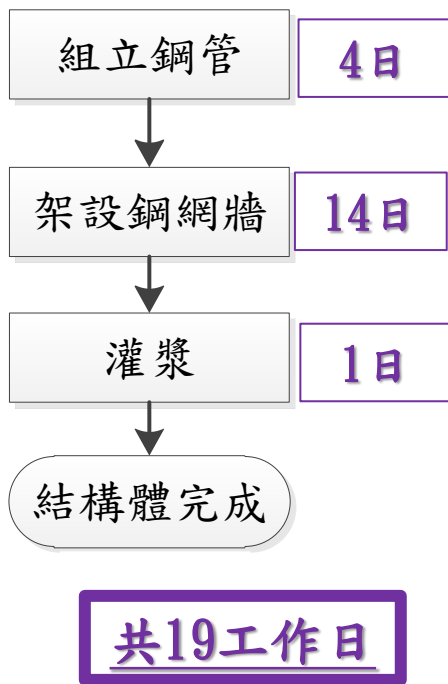 組立鋼管
4日
架設鋼網牆
14日
灌漿
1日
結構體完成
共19工作日